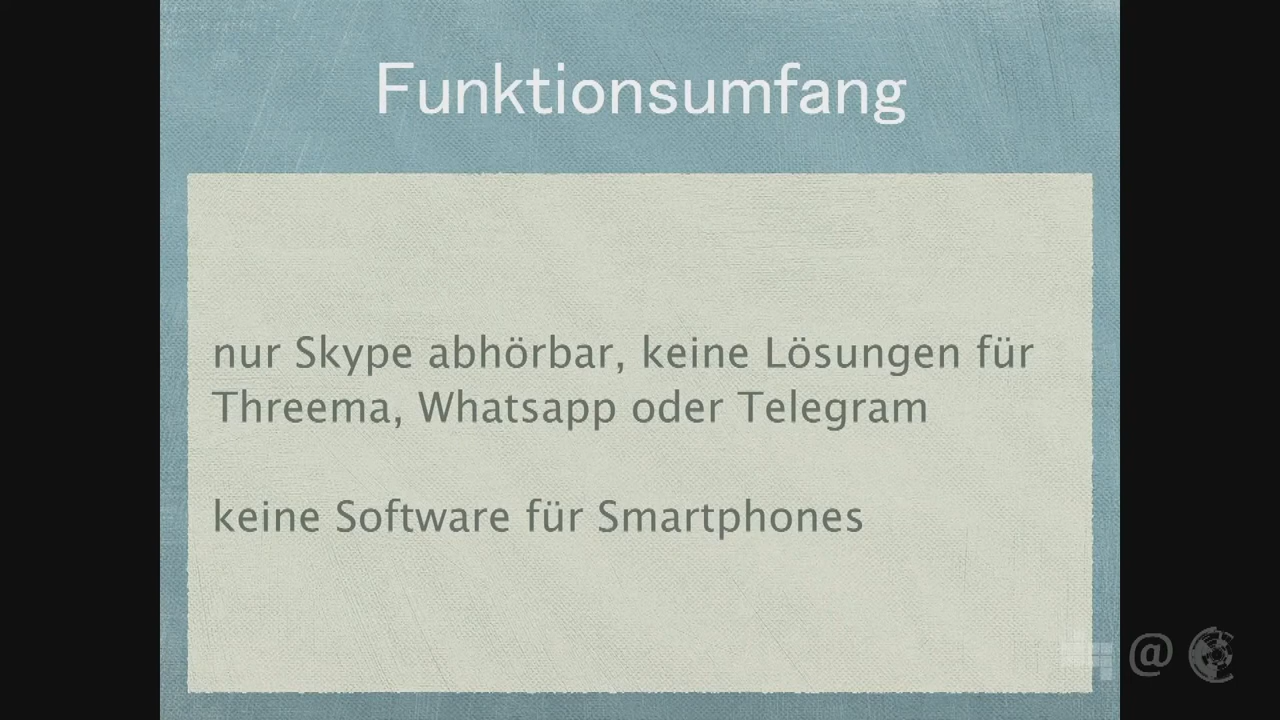 Funktionsumfang
nur Skype abhörbar, keine Lösungen für
Threema, Whatsapp oder Telegram
keine Software für Smartphones
@